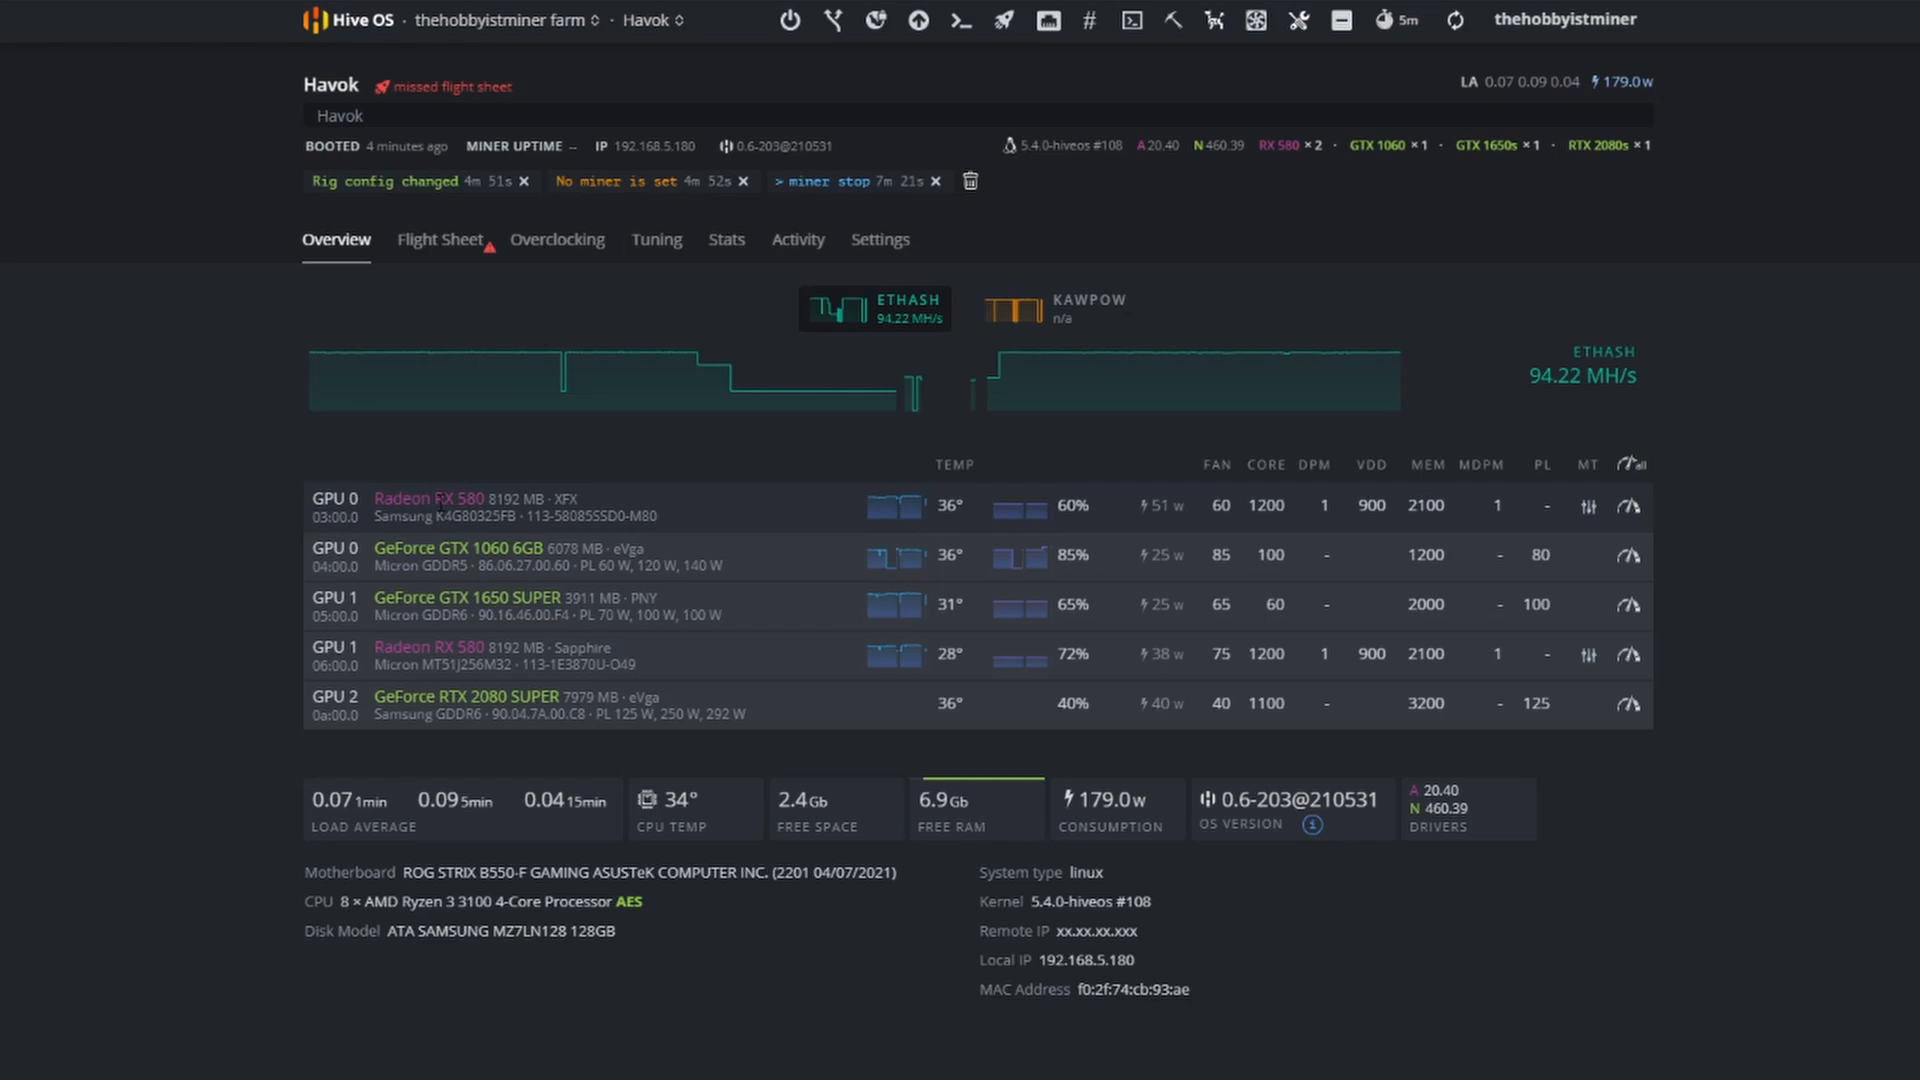 Hive OS · thehobbyistminer farm Havok # 5m thehobbyistminer
Havok missed flight sheet LA 0.07 0.09 0.04 179.0 w
Havok
BOOTED 4 minutes ago MINER UPTIME -- IP 192.168.5.180 0.6-203@210531 5.4.0-hiveos #108 A 20.40 N 460.39 RX 580 × 2 · GTX 1060 × 1 · GTX 1650s × 1 · RTX 2080s × 1
Rig config changed 4m 51s × No miner is set 4m 52s × > miner stop 7m 21s ×
Overview Flight Sheet Overclocking Tuning Stats Activity Settings
ETHASH KAWPOW
94.22 MH/s n/a
ETHASH
94.22 MH/s
TEMP FAN CORE DPM VDD MEM MDPM PL MT all
GPU 0 Radeon RX 580 8192 MB · XFX 36° 60% 51 w 60 1200 1 900 2100 1 -
03:00.0 Samsung K4G80325FB · 113-58085SSD0-M80
GPU 0 GeForce GTX 1060 6GB 6078 MB · eVga 36° 85% 25 w 85 100 - 1200 - 80
04:00.0 Micron GDDR5 · 86.06.27.00.60 · PL 60 W, 120 W, 140 W
GPU 1 GeForce GTX 1650 SUPER 3911 MB · PNY 31° 65% 25 w 65 60 - 2000 - 100
05:00.0 Micron GDDR6 · 90.16.46.00.F4 · PL 70 W, 100 W, 100 W
GPU 1 Radeon RX 580 8192 MB · Sapphire 28° 72% 38 w 75 1200 1 900 2100 1 -
06:00.0 Micron MT51J256M32 · 113-1E3870U-O49
GPU 2 GeForce RTX 2080 SUPER 7979 MB · eVga 36° 40% 40 w 40 1100 - 3200 - 125
0a:00.0 Samsung GDDR6 · 90.04.7A.00.C8 · PL 125 W, 250 W, 292 W
0.07 1min 0.09 5min 0.04 15min 34° 2.4 Gb 6.9 Gb 179.0 w 0.6-203@210531 A 20.40
N 460.39
LOAD AVERAGE CPU TEMP FREE SPACE FREE RAM CONSUMPTION OS VERSION DRIVERS
Motherboard ROG STRIX B550-F GAMING ASUSTeK COMPUTER INC. (2201 04/07/2021) System type linux
CPU 8 × AMD Ryzen 3 3100 4-Core Processor AES Kernel 5.4.0-hiveos #108
Disk Model ATA SAMSUNG MZ7LN128 128GB Remote IP xx.xx.xx.xxx
Local IP 192.168.5.180
MAC Address f0:2f:74:cb:93:ae